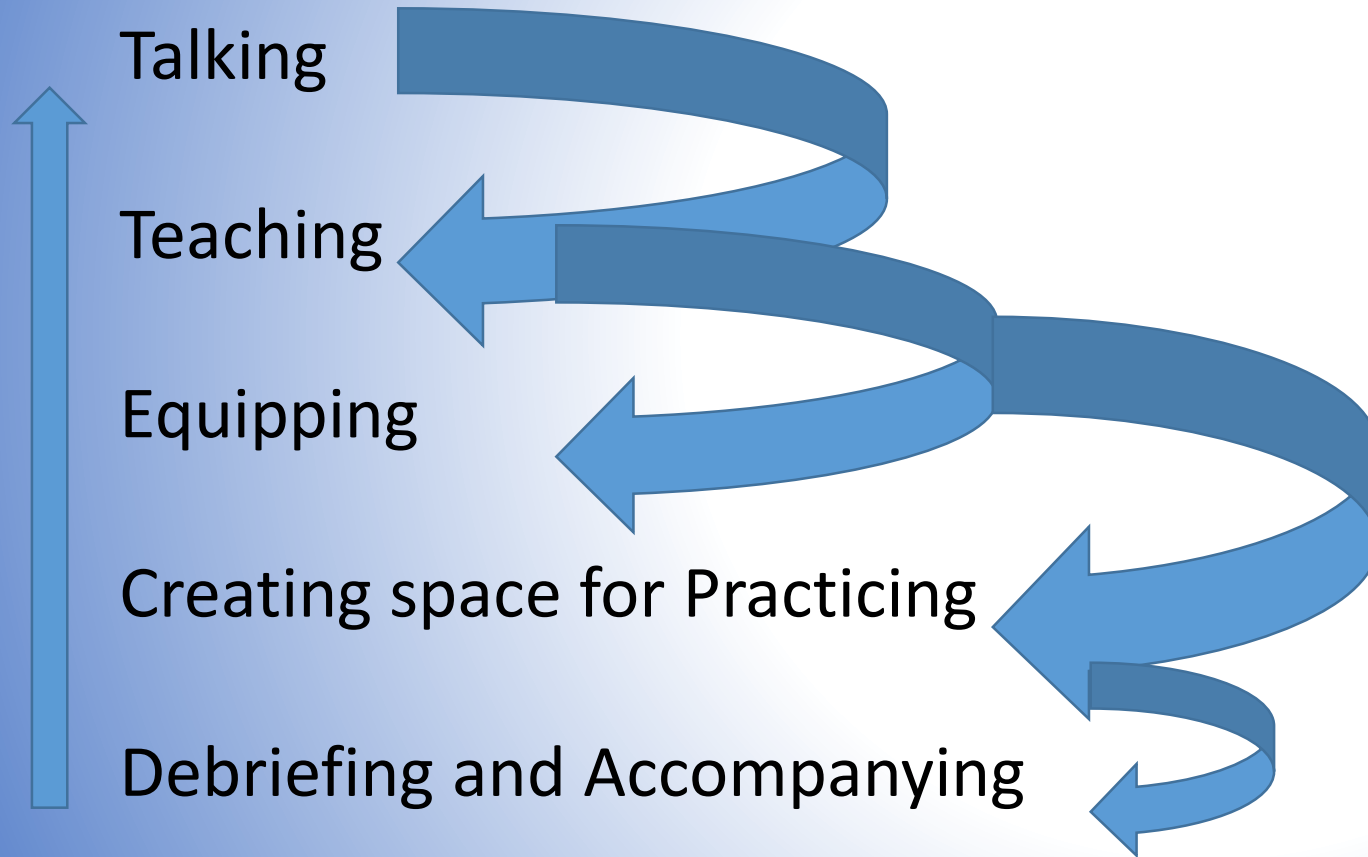 Talking
Teaching
Equipping
Creating space for Practicing
Debriefing and Accompanying